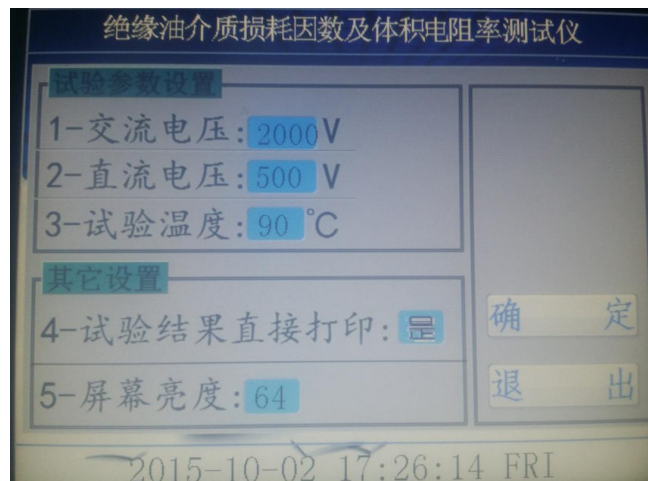 绝缘油介质损耗因数及体积电阻率测试仪
试验参数设置
1-交流电压:2000V
2-直流电压:500 V
3-试验温度:90 ℃
其它设置
4-试验结果直接打印:是
5-屏幕亮度:64
确 定
退 出
2015-10-02 17:26:14 FRI